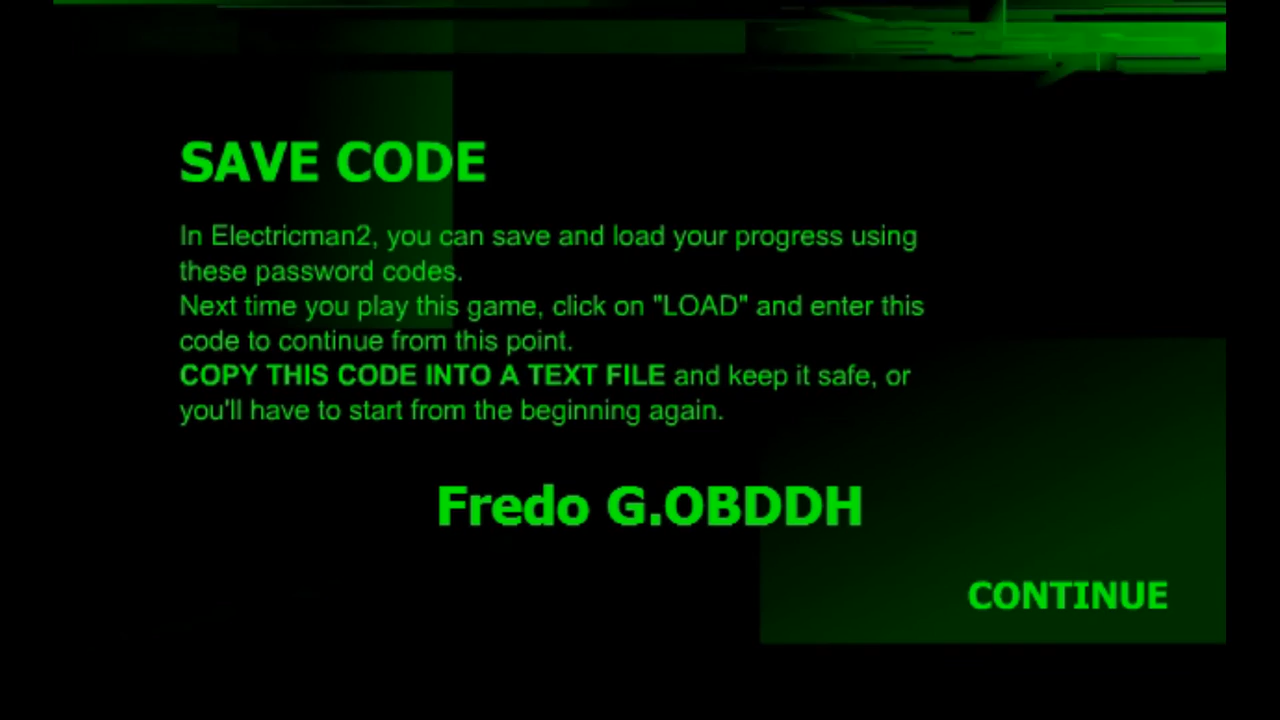 SAVE CODE
In Electricman2, you can save and load your progress using
these password codes.
Next time you play this game, click on "LOAD" and enter this
code to continue from this point.
COPY THIS CODE INTO A TEXT FILE and keep it safe, or
you'll have to start from the beginning again.
Fredo G.OBDDH
CONTINUE